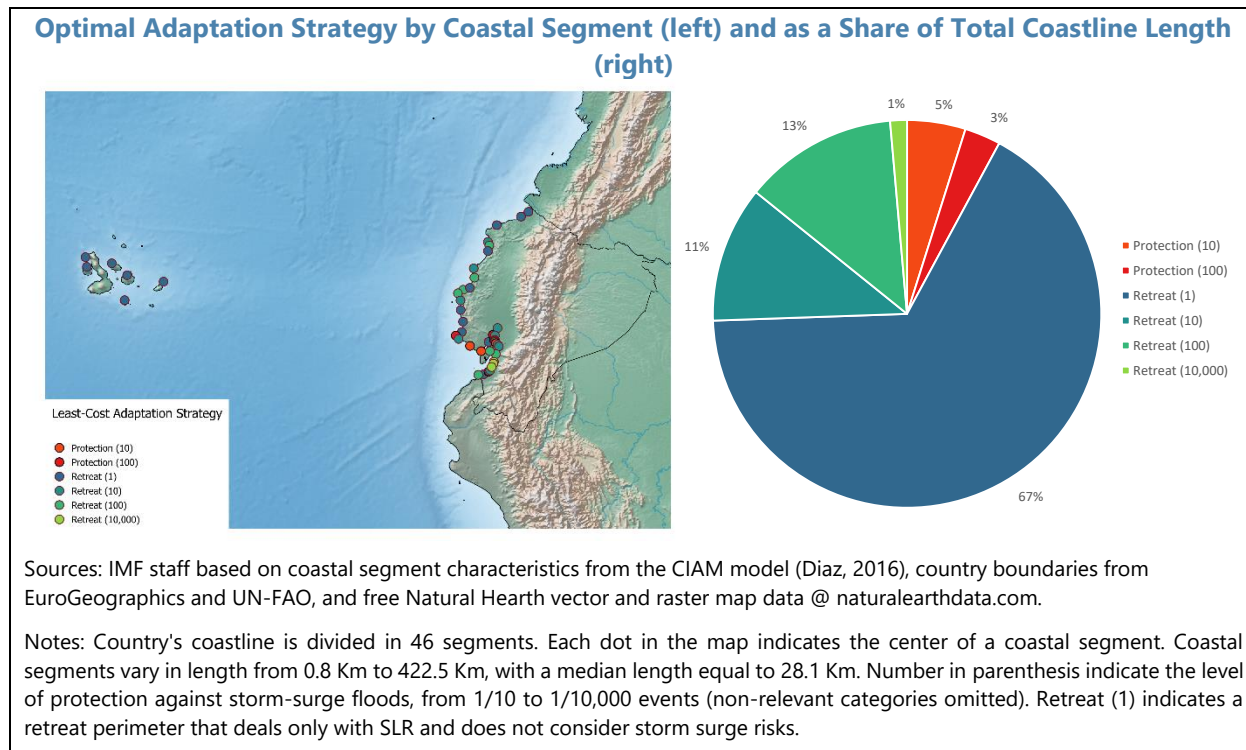 Optimal Adaptation Strategy by Coastal Segment (left) and as a Share of Total Coastline Length
(right)
Least-Cost Adaptation Strategy
Protection (10)
Protection (100)
Retreat (1)
Retreat (10)
Retreat (100)
Retreat (10,000)
1%
5%
3%
13%
11%
67%
Protection (10)
Protection (100)
Retreat (1)
Retreat (10)
Retreat (100)
Retreat (10,000)
Sources: IMF staff based on coastal segment characteristics from the CIAM model (Diaz, 2016), country boundaries from
EuroGeographics and UN-FAO, and free Natural Hearth vector and raster map data @ naturalearthdata.com.
Notes: Country's coastline is divided in 46 segments. Each dot in the map indicates the center of a coastal segment. Coastal
segments vary in length from 0.8 Km to 422.5 Km, with a median length equal to 28.1 Km. Number in parenthesis indicate the level
of protection against storm-surge floods, from 1/10 to 1/10,000 events (non-relevant categories omitted). Retreat (1) indicates a
retreat perimeter that deals only with SLR and does not consider storm surge risks.